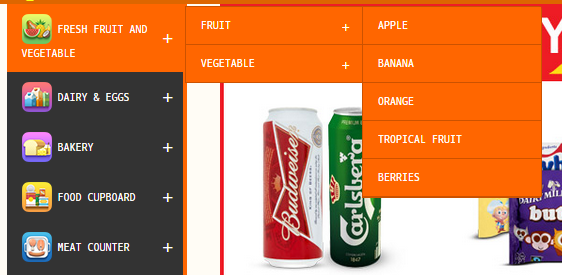 FRESH FRUIT AND
VEGETABLE
+
DAIRY & EGGS +
BAKERY +
FOOD CUPBOARD +
MEAT COUNTER +
FRUIT +
VEGETABLE +
APPLE
BANANA
ORANGE
TROPICAL FRUIT
BERRIES
Budweiser
Carlsberg